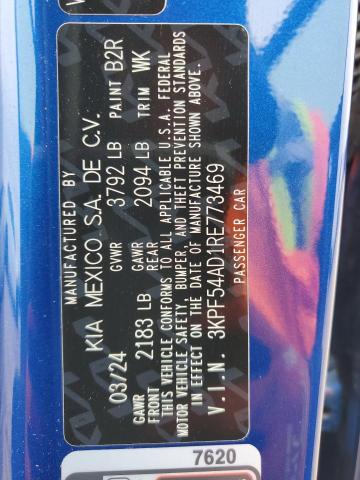 MANUFACTURED BY
KIA MEXICO S.A. DE C.V.
03/24 GVWR 3792 LB PAINT B2R
GAWR FRONT 2183 LB GAWR REAR 2094 LB TRIM WK
THIS VEHICLE CONFORMS TO ALL APPLICABLE U.S.A. FEDERAL
MOTOR VEHICLE SAFETY, BUMPER, AND THEFT PREVENTION STANDARDS
IN EFFECT ON THE DATE OF MANUFACTURE SHOWN ABOVE.
V.I.N. 3KPF54AD1RE773469
PASSENGER CAR
7620